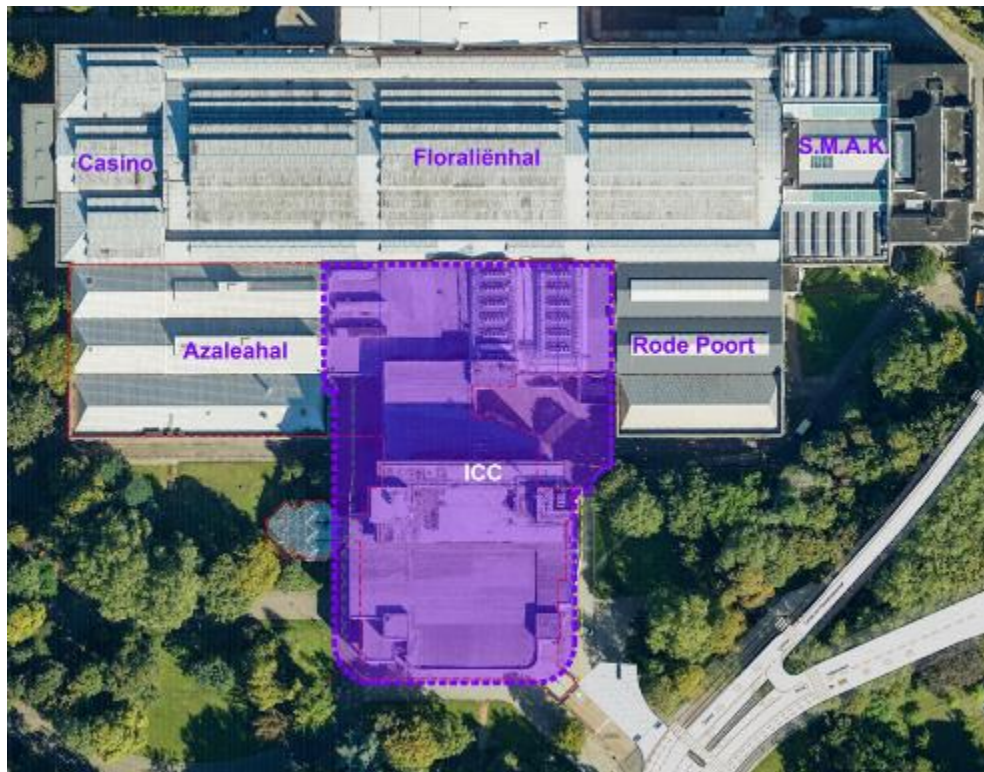 Casino
Floraliënhal
S.M.A.K
Azaleahal
Rode Poort
ICC